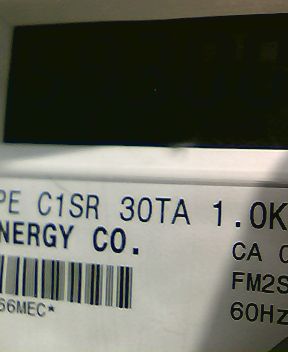 PE C1SR 30TA 1.0K
NERGY CO.
CA
FM2S
60Hz
66MEC*